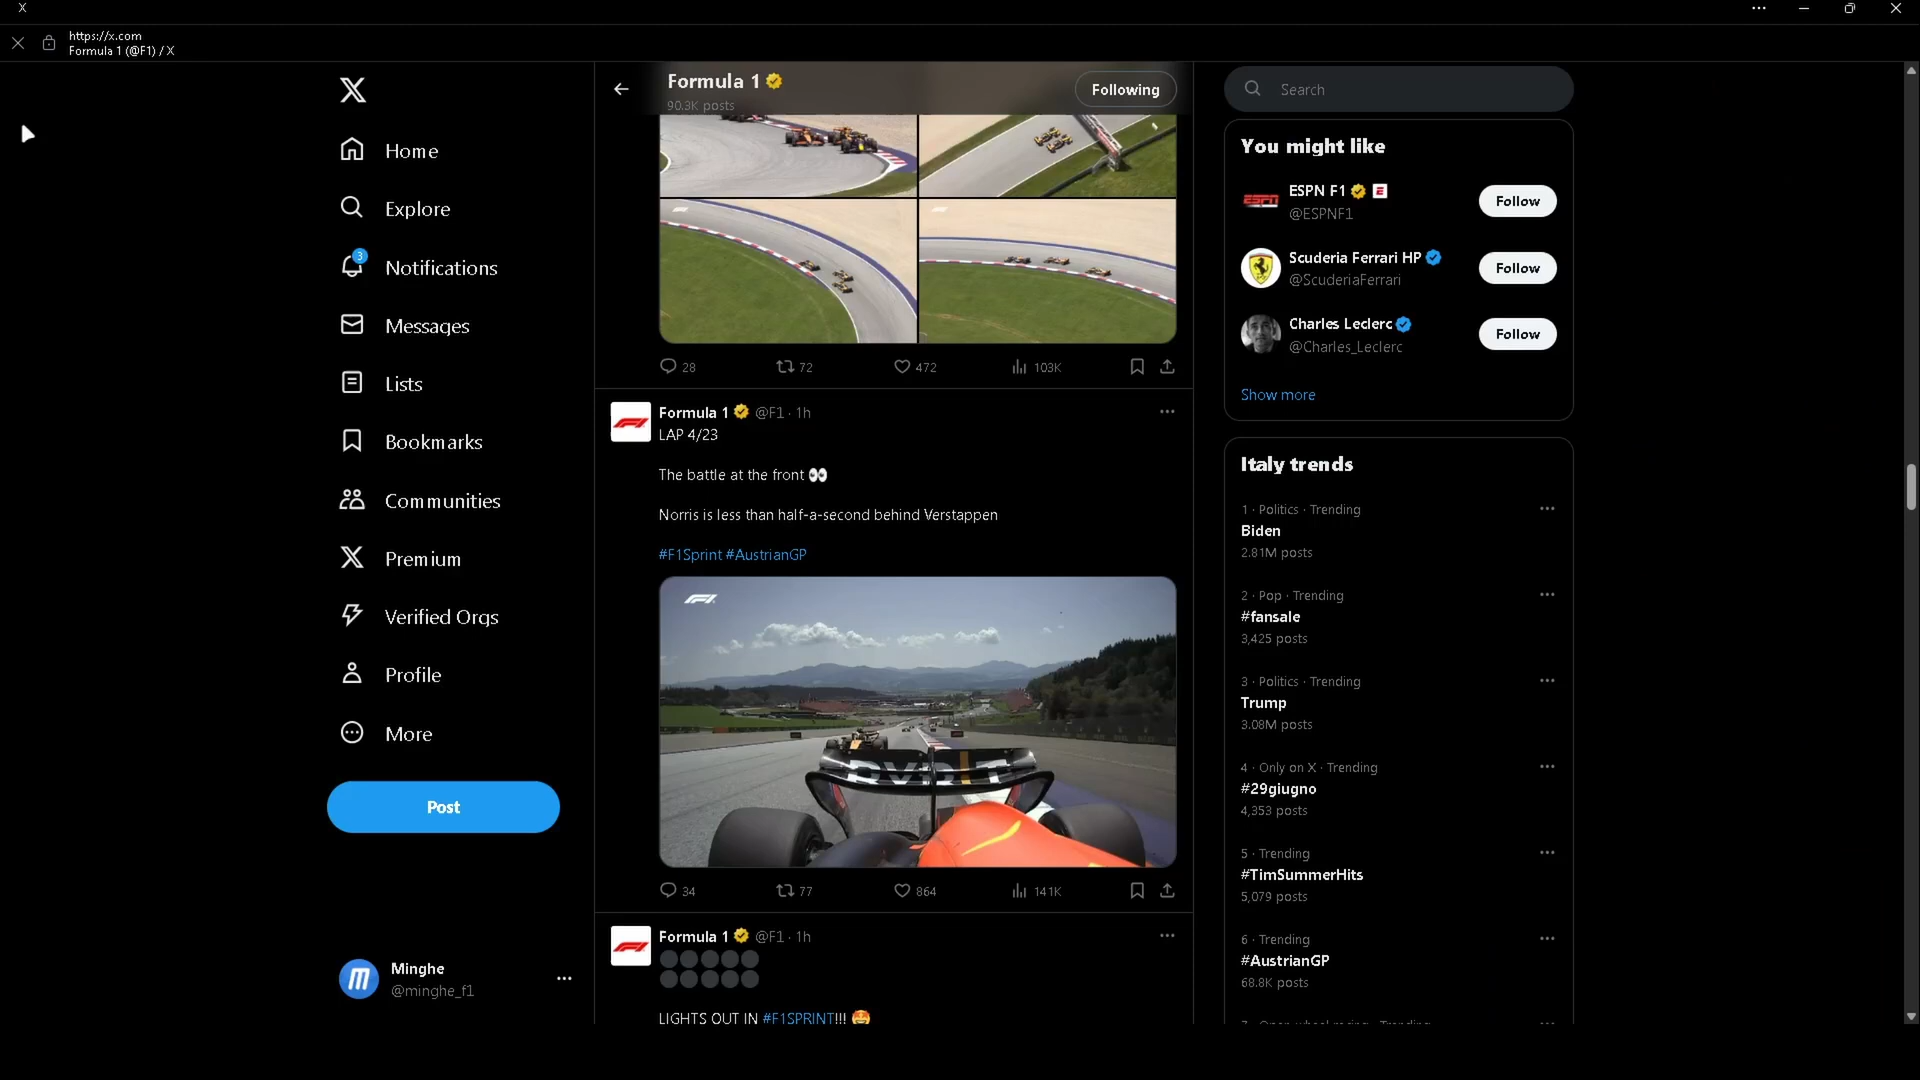 X
https://x.com
Formula 1 (@F1) / X
Home
Explore
3
Notifications
Messages
Lists
Bookmarks
Communities
Premium
Verified Orgs
Profile
More
Post
Minghe
@minghe_f1
Formula 1
90.3K posts
Following
28
72
472
103K
Formula 1 @F1 · 1h
LAP 4/23
The battle at the front 👀
Norris is less than half-a-second behind Verstappen
#F1Sprint #AustrianGP
34
77
864
141K
Formula 1 @F1 · 1h
LIGHTS OUT IN #F1SPRINT!!! 🤩
Search
You might like
ESPN
ESPN F1
@ESPNF1
Follow
Scuderia Ferrari HP
@ScuderiaFerrari
Follow
Charles Leclerc
@Charles_Leclerc
Follow
Show more
Italy trends
1 · Politics · Trending
Biden
2.81M posts
2 · Pop · Trending
#fansale
3,425 posts
3 · Politics · Trending
Trump
3.08M posts
4 · Only on X · Trending
#29giugno
4,353 posts
5 · Trending
#TimSummerHits
5,079 posts
6 · Trending
#AustrianGP
68.8K posts